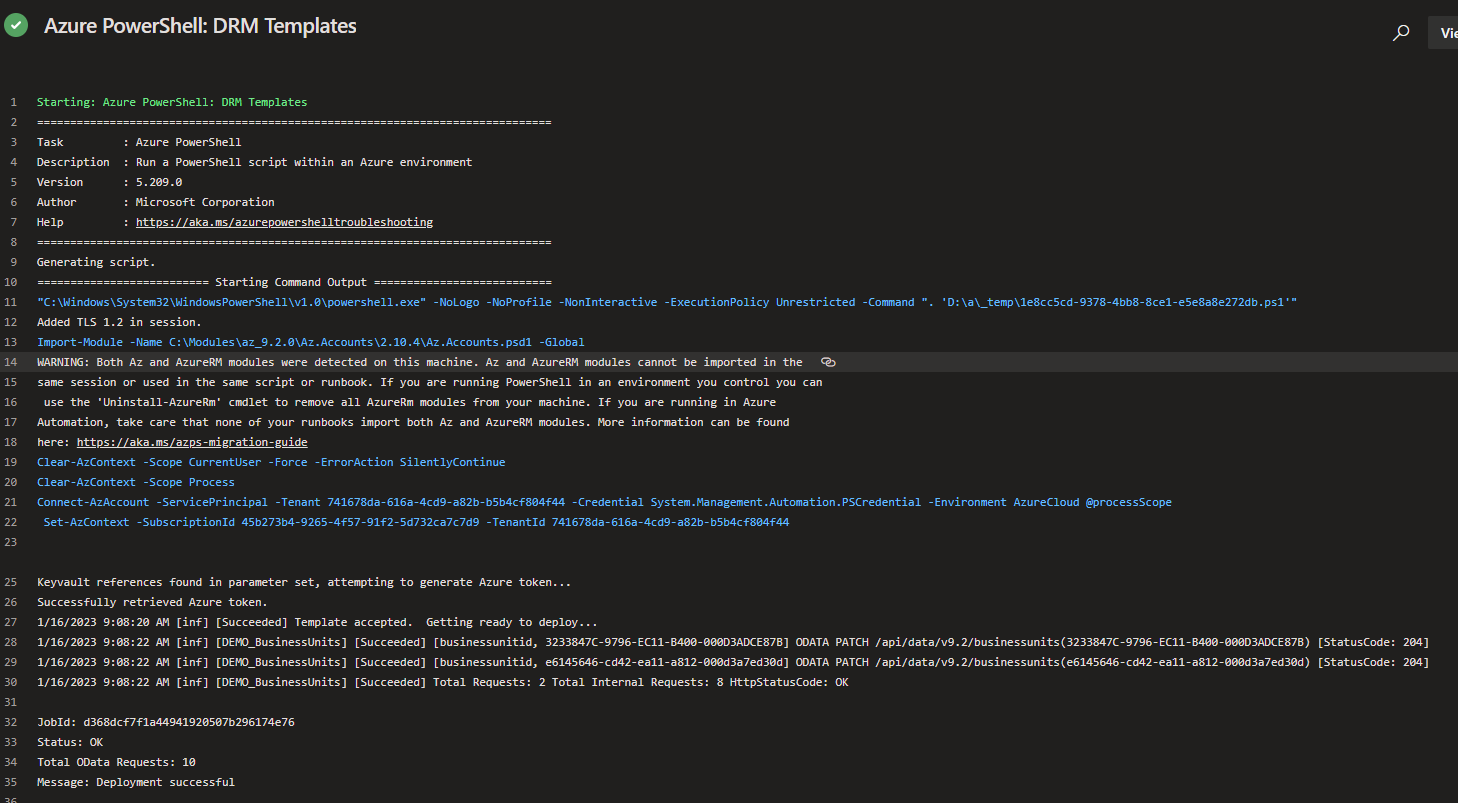 Azure PowerShell: DRM Templates
Vie
1 Starting: Azure PowerShell: DRM Templates
2 ==============================================================================
3 Task         : Azure PowerShell
4 Description  : Run a PowerShell script within an Azure environment
5 Version      : 5.209.0
6 Author       : Microsoft Corporation
7 Help         : https://aka.ms/azurepowershelltroubleshooting
8 ==============================================================================
9 Generating script.
10 ========================== Starting Command Output ===========================
11 "C:\Windows\System32\WindowsPowerShell\v1.0\powershell.exe" -NoLogo -NoProfile -NonInteractive -ExecutionPolicy Unrestricted -Command ". 'D:\a\_temp\1e8cc5cd-9378-4bb8-8ce1-e5e8a8e272db.ps1'"
12 Added TLS 1.2 in session.
13 Import-Module -Name C:\Modules\az_9.2.0\Az.Accounts\2.10.4\Az.Accounts.psd1 -Global
14 WARNING: Both Az and AzureRM modules were detected on this machine. Az and AzureRM modules cannot be imported in the
15 same session or used in the same script or runbook. If you are running PowerShell in an environment you control you can
16  use the 'Uninstall-AzureRm' cmdlet to remove all AzureRm modules from your machine. If you are running in Azure
17 Automation, take care that none of your runbooks import both Az and AzureRM modules. More information can be found
18 here: https://aka.ms/azps-migration-guide
19 Clear-AzContext -Scope CurrentUser -Force -ErrorAction SilentlyContinue
20 Clear-AzContext -Scope Process
21 Connect-AzAccount -ServicePrincipal -Tenant 741678da-616a-4cd9-a82b-b5b4cf804f44 -Credential System.Management.Automation.PSCredential -Environment AzureCloud @processScope
22  Set-AzContext -SubscriptionId 45b273b4-9265-4f57-91f2-5d732ca7c7d9 -TenantId 741678da-616a-4cd9-a82b-b5b4cf804f44
23
25 Keyvault references found in parameter set, attempting to generate Azure token...
26 Successfully retrieved Azure token.
27 1/16/2023 9:08:20 AM [inf] [Succeeded] Template accepted.  Getting ready to deploy...
28 1/16/2023 9:08:22 AM [inf] [DEMO_BusinessUnits] [Succeeded] [businessunitid, 3233847C-9796-EC11-B400-000D3ADCE87B] ODATA PATCH /api/data/v9.2/businessunits(3233847C-9796-EC11-B400-000D3ADCE87B) [StatusCode: 204]
29 1/16/2023 9:08:22 AM [inf] [DEMO_BusinessUnits] [Succeeded] [businessunitid, e6145646-cd42-ea11-a812-000d3a7ed30d] ODATA PATCH /api/data/v9.2/businessunits(e6145646-cd42-ea11-a812-000d3a7ed30d) [StatusCode: 204]
30 1/16/2023 9:08:22 AM [inf] [DEMO_BusinessUnits] [Succeeded] Total Requests: 2 Total Internal Requests: 8 HttpStatusCode: OK
31
32 JobId: d368dcf7f1a44941920507b296174e76
33 Status: OK
34 Total OData Requests: 10
35 Message: Deployment successful
36